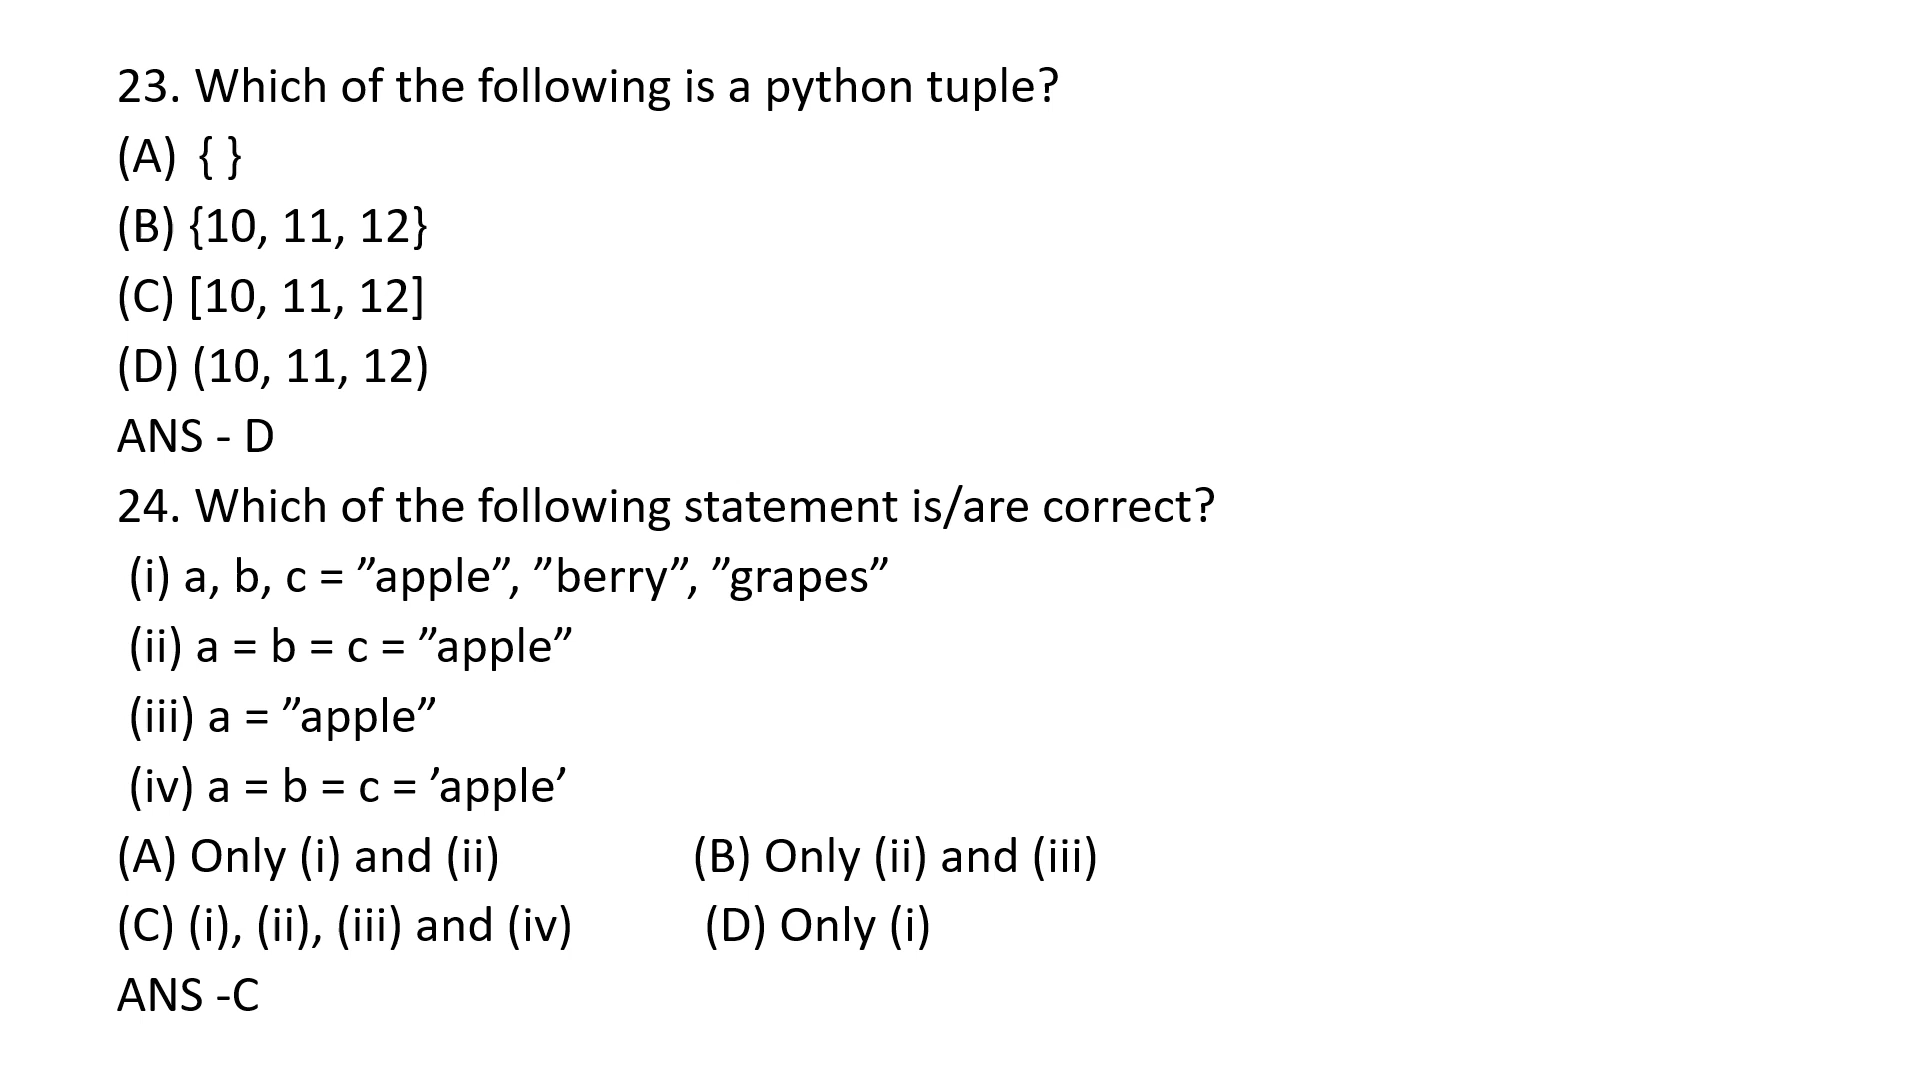 23. Which of the following is a python tuple?
(A) { }
(B) {10, 11, 12}
(C) [10, 11, 12]
(D) (10, 11, 12)
ANS - D
24. Which of the following statement is/are correct?
(i) a, b, c = ”apple”, ”berry”, ”grapes”
(ii) a = b = c = ”apple”
(iii) a = ”apple”
(iv) a = b = c = ’apple’
(A) Only (i) and (ii) (B) Only (ii) and (iii)
(C) (i), (ii), (iii) and (iv) (D) Only (i)
ANS -C